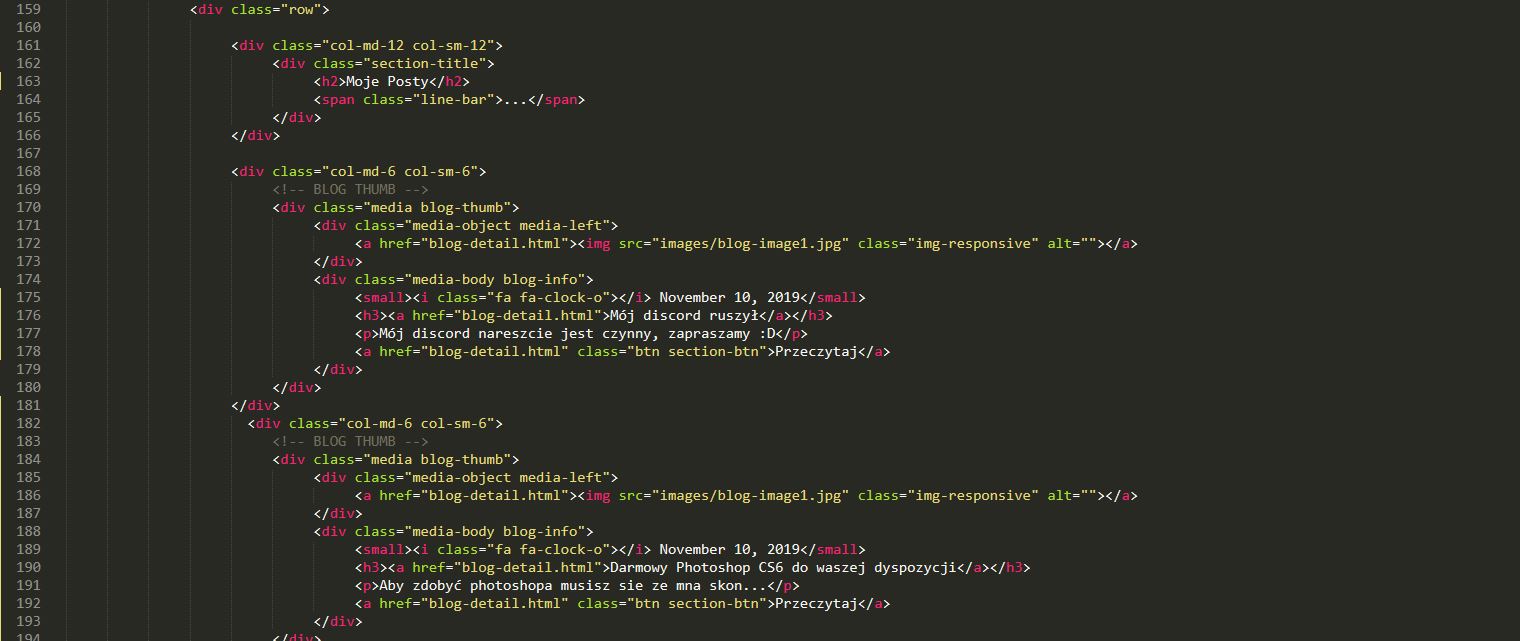 159 <div class="row">
160
161 <div class="col-md-12 col-sm-12">
162 <div class="section-title">
163 <h2>Moje Posty</h2>
164 <span class="line-bar">...</span>
165 </div>
166 </div>
167
168 <div class="col-md-6 col-sm-6">
169 <!-- BLOG THUMB -->
170 <div class="media blog-thumb">
171 <div class="media-object media-left">
172 <a href="blog-detail.html"><img src="images/blog-image1.jpg" class="img-responsive" alt=""></a>
173 </div>
174 <div class="media-body blog-info">
175 <small><i class="fa fa-clock-o"></i> November 10, 2019</small>
176 <h3><a href="blog-detail.html">Mój discord ruszył</a></h3>
177 <p>Mój discord nareszcie jest czynny, zapraszamy :D</p>
178 <a href="blog-detail.html" class="btn section-btn">Przeczytaj</a>
179 </div>
180 </div>
181 </div>
182 <div class="col-md-6 col-sm-6">
183 <!-- BLOG THUMB -->
184 <div class="media blog-thumb">
185 <div class="media-object media-left">
186 <a href="blog-detail.html"><img src="images/blog-image1.jpg" class="img-responsive" alt=""></a>
187 </div>
188 <div class="media-body blog-info">
189 <small><i class="fa fa-clock-o"></i> November 10, 2019</small>
190 <h3><a href="blog-detail.html">Darmowy Photoshop CS6 do waszej dyspozycji</a></h3>
191 <p>Aby zdobyć photoshopa musisz sie ze mna skon...</p>
192 <a href="blog-detail.html" class="btn section-btn">Przeczytaj</a>
193 </div>
194 </div>